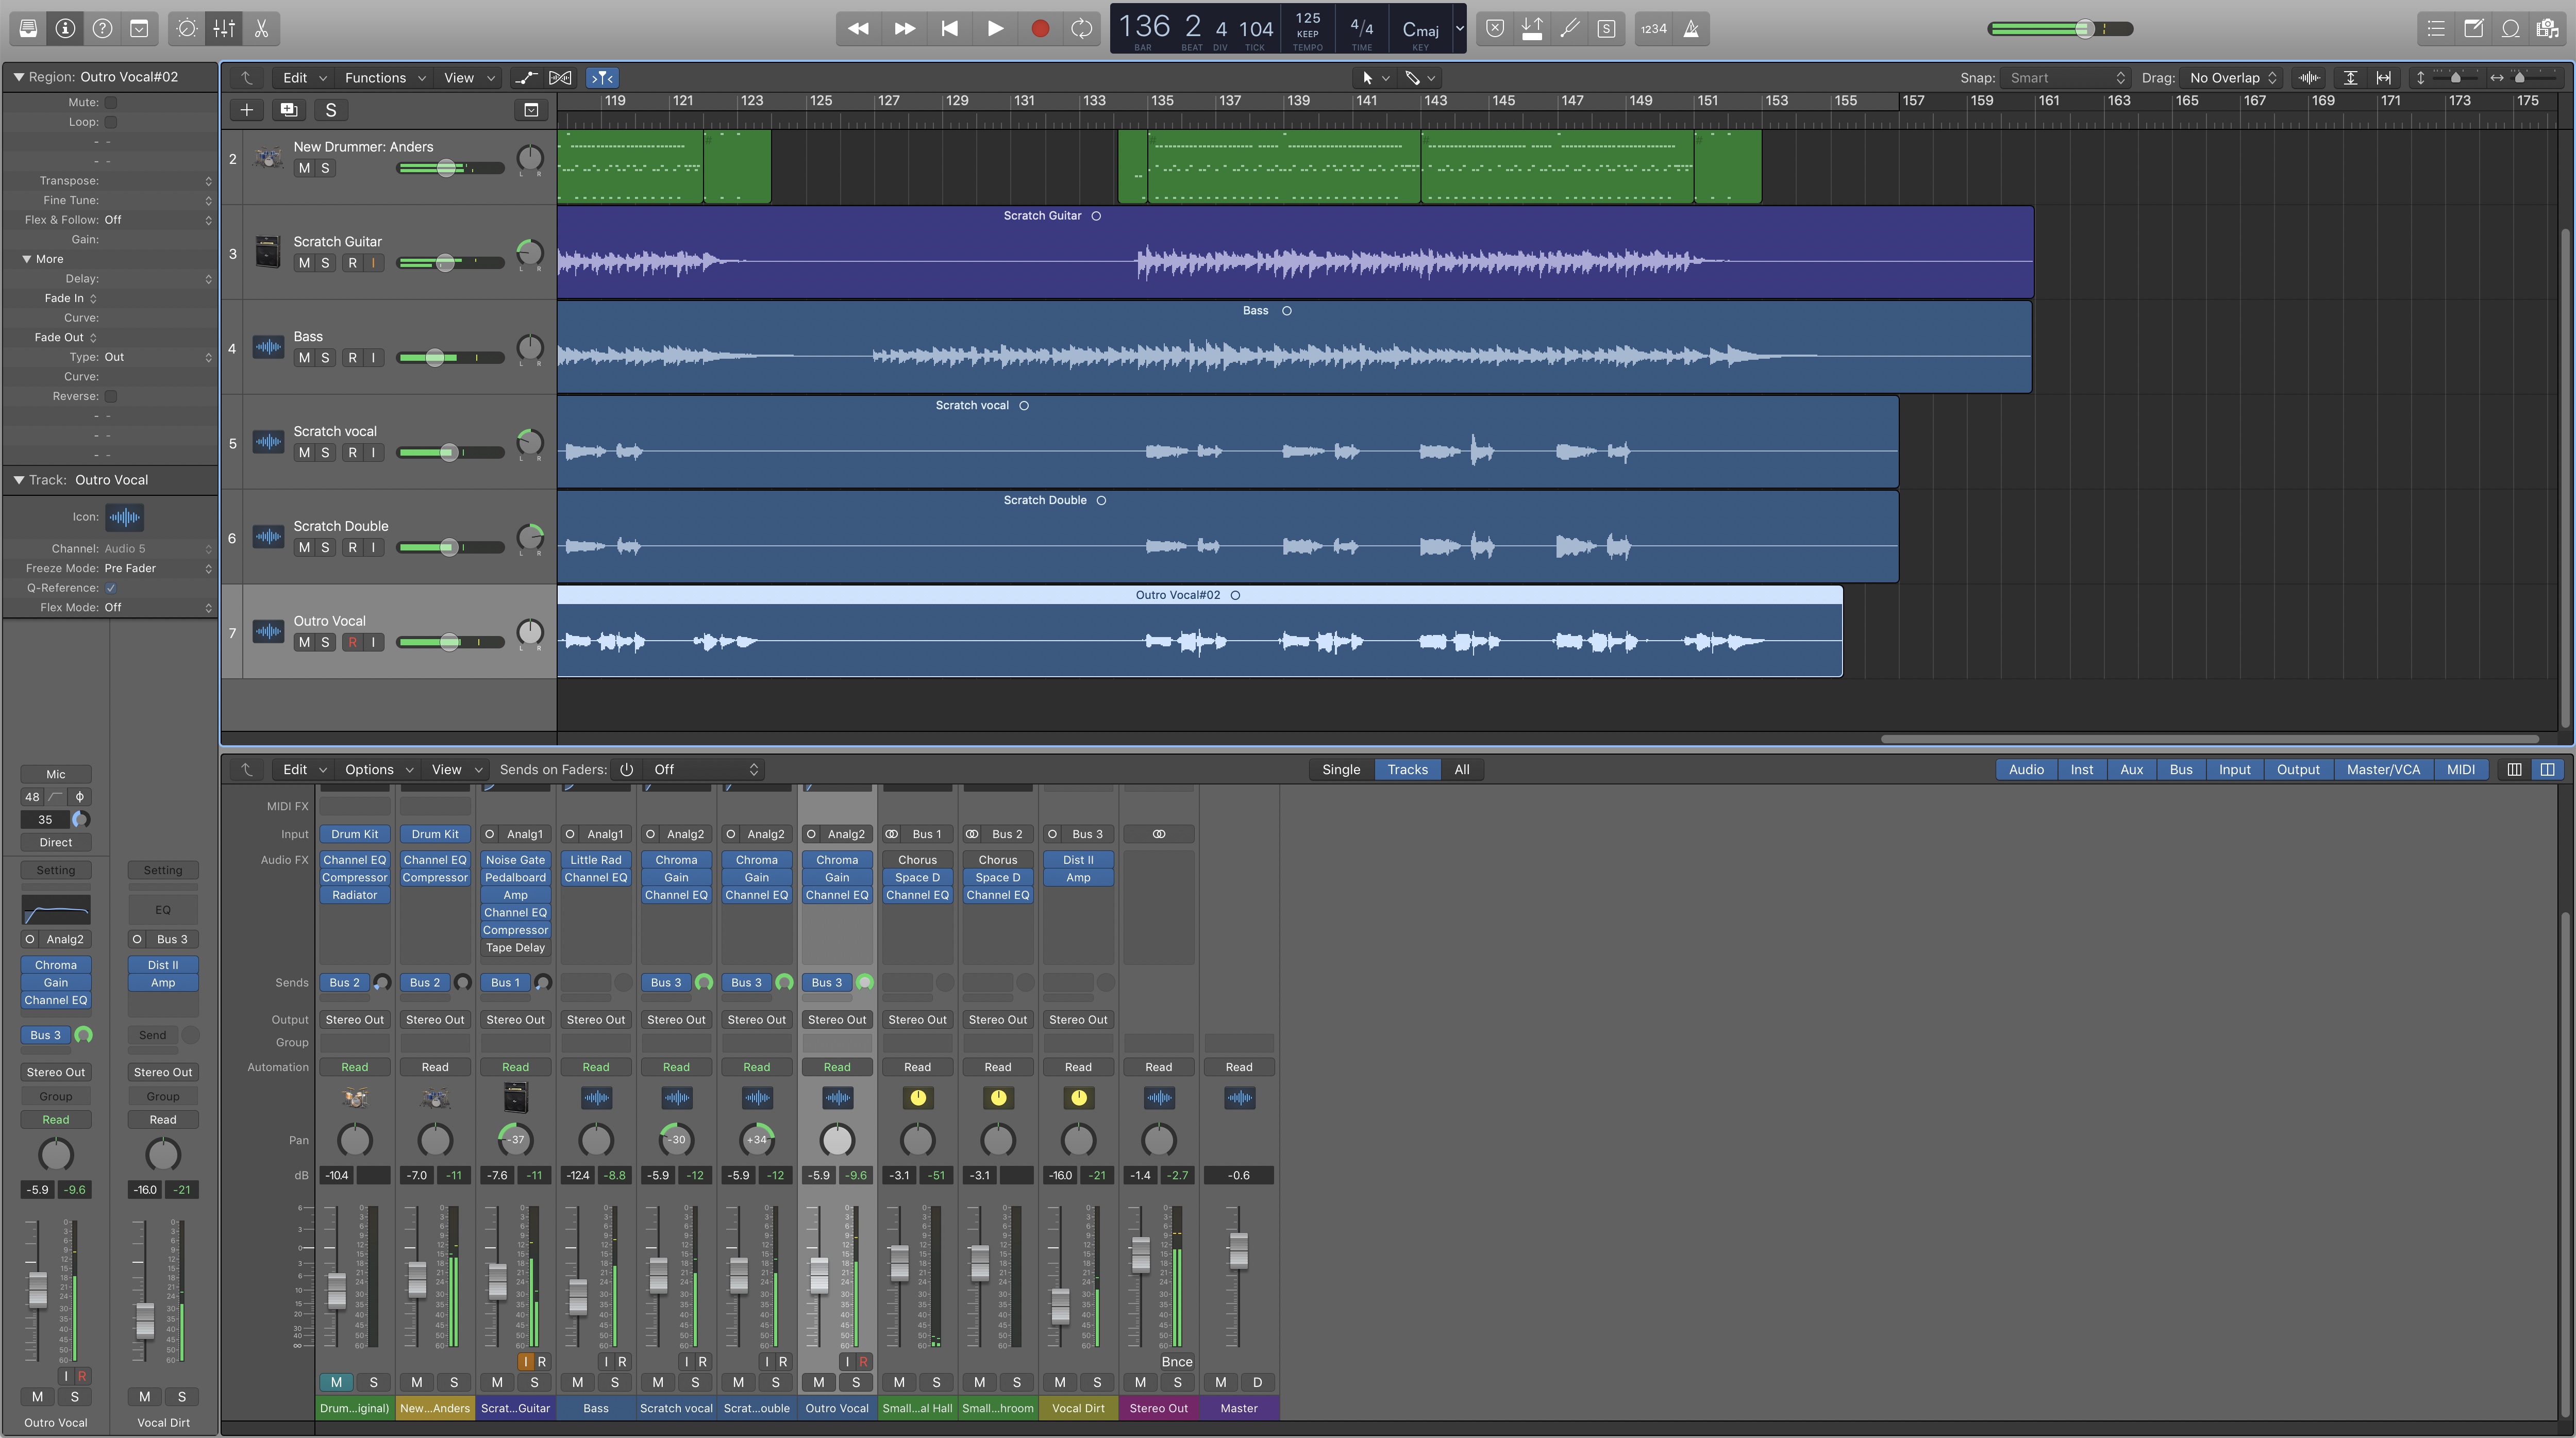 136 2 4 104 125 KEEP 4/4 Cmaj
BAR BEAT DIV TICK TEMPO TIME KEY
S 1234
Region: Outro Vocal#02
Mute:
Loop:
- -
- -
Transpose:
Fine Tune:
Flex & Follow: Off
Gain:
More
Delay:
Fade In
Curve:
Fade Out
Type: Out
Curve:
Reverse:
- -
- -
- -
Track: Outro Vocal
Icon:
Channel: Audio 5
Freeze Mode: Pre Fader
Q-Reference:
Flex Mode: Off
Edit Functions View Snap: Smart Drag: No Overlap
S
119 121 123 125 127 129 131 133 135 137 139 141 143 145 147 149 151 153 155 157 159 161 163 165 167 169 171 173 175
2 New Drummer: Anders
M S L R
3 Scratch Guitar
M S R I L R
Scratch Guitar
4 Bass
M S R I L R
Bass
5 Scratch vocal
M S R I L R
Scratch vocal
6 Scratch Double
M S R I L R
Scratch Double
7 Outro Vocal
M S R I L R
Outro Vocal#02
Mic
48
35
Direct
Setting Setting
EQ
Analg2 Bus 3
Chroma Dist II
Gain Amp
Channel EQ
Bus 3 Send
Stereo Out Stereo Out
Group Group
Read Read
-5.9 -9.6 -16.0 -21
I R
M S M S
Outro Vocal Vocal Dirt
Edit Options View Sends on Faders: Off Single Tracks All Audio Inst Aux Bus Input Output Master/VCA MIDI
MIDI FX
Input Drum Kit Drum Kit Analg1 Analg1 Analg2 Analg2 Analg2 Bus 1 Bus 2 Bus 3
Audio FX Channel EQ Channel EQ Noise Gate Little Rad Chroma Chroma Chroma Chorus Chorus Dist II
Compressor Compressor Pedalboard Channel EQ Gain Gain Gain Space D Space D Amp
Radiator Amp Channel EQ Channel EQ Channel EQ Channel EQ Channel EQ
Channel EQ
Compressor
Tape Delay
Sends Bus 2 Bus 2 Bus 1 Bus 3 Bus 3 Bus 3
Output Stereo Out Stereo Out Stereo Out Stereo Out Stereo Out Stereo Out Stereo Out Stereo Out Stereo Out Stereo Out
Group
Automation Read Read Read Read Read Read Read Read Read Read Read Read
Pan -37 -30 +34
dB -10.4 -7.0 -11 -7.6 -11 -12.4 -8.8 -5.9 -12 -5.9 -12 -5.9 -9.6 -3.1 -51 -3.1 -16.0 -21 -1.4 -2.7 -0.6
I R I R I R I R I R Bnce
M S M S M S M S M S M S M S M S M S M S M S M D
Drum...iginal) New...Anders Scrat...Guitar Bass Scratch vocal Scrat...ouble Outro Vocal Small...al Hall Small...hroom Vocal Dirt Stereo Out Master